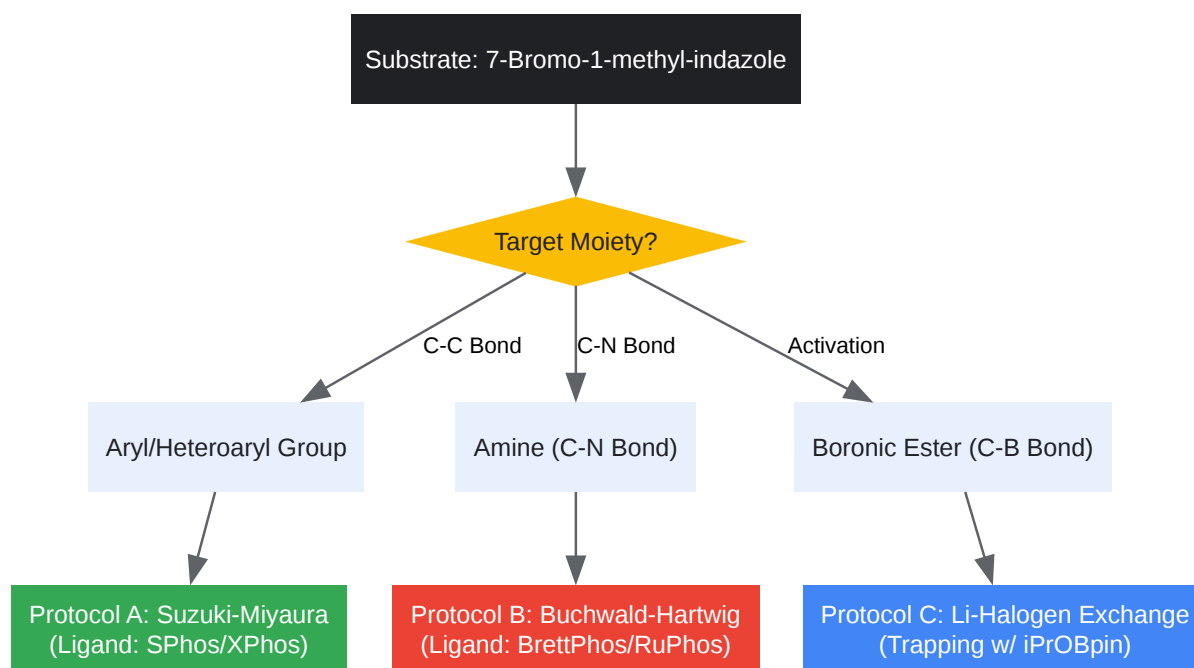 Substrate: 7-Bromo-1-methyl-indazole
Target Moiety?
C-C Bond
C-N Bond
Activation
Aryl/Heteroaryl Group
Amine (C-N Bond)
Boronic Ester (C-B Bond)
Protocol A: Suzuki-Miyaura
(Ligand: SPhos/XPhos)
Protocol B: Buchwald-Hartwig
(Ligand: BrettPhos/RuPhos)
Protocol C: Li-Halogen Exchange
(Trapping w/ iPrOBpin)